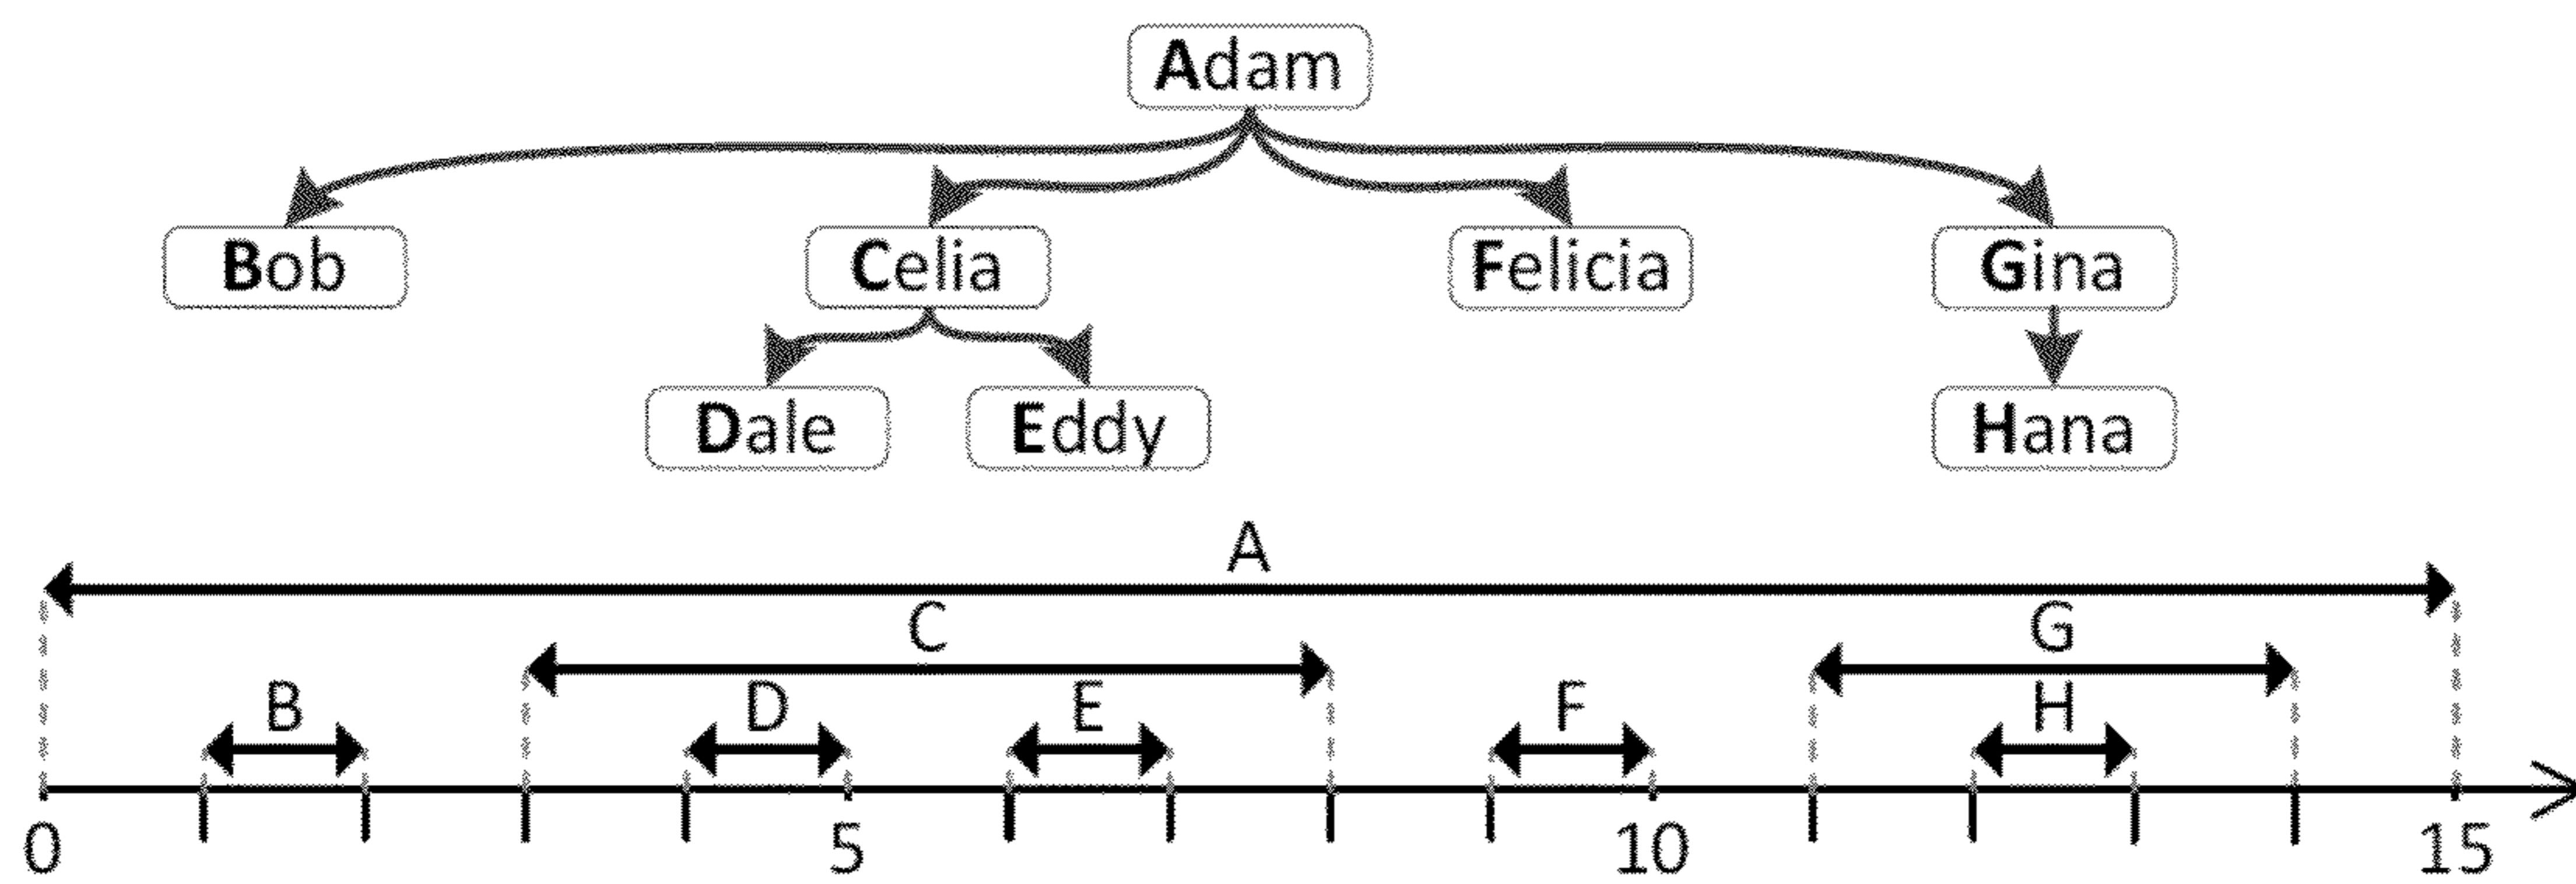 Adam
Bob Celia Felicia Gina
Dale Eddy Hana
A
C G
B D E F H
0 5 10 15